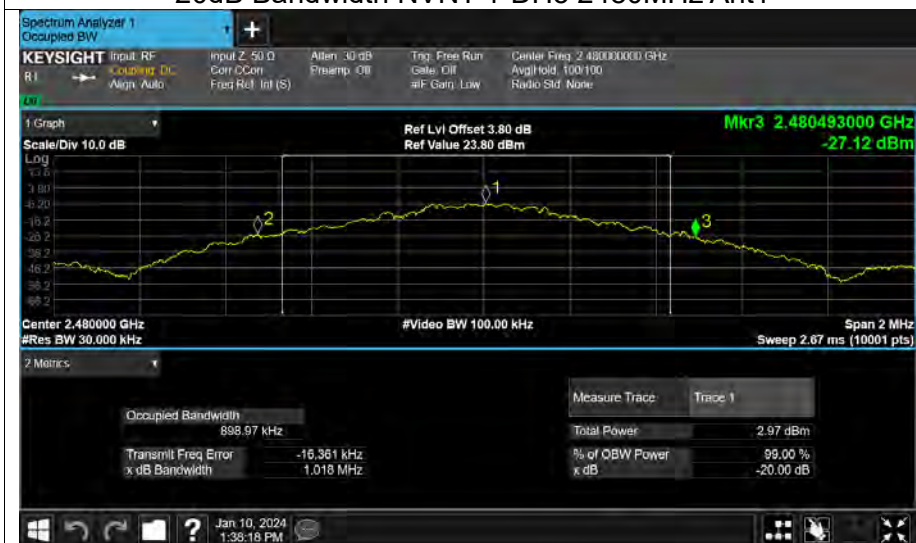 20dB Bandwidth NVNT 1-DH5 2480MHz Ant1
Spectrum Analyzer 1
Occupied BW
+
KEYSIGHT Input: RF Input Z: 50 Ω Atten: 30 dB Trig: Free Run Center Freq: 2.480000000 GHz
R L Coupling: DC Corr CCorr Preamp: Off Gate: Off Avg|Hold: 100/100
Align: Auto Freq Ref: Int (S) #IF Gain: Low Radio Std: None
1 Graph
Ref Lvl Offset 3.80 dB Mkr3 2.480493000 GHz
Scale/Div 10.0 dB Ref Value 23.80 dBm -27.12 dBm
Log
13.8
3.80
-6.20
1
-16.2
2
3
-26.2
-36.2
-46.2
-56.2
-66.2
Center 2.480000 GHz #Video BW 100.00 kHz Span 2 MHz
#Res BW 30.000 kHz Sweep 2.67 ms (10001 pts)
2 Metrics
Measure Trace Trace 1
Occupied Bandwidth
898.97 kHz Total Power 2.97 dBm
Transmit Freq Error -16.361 kHz % of OBW Power 99.00 %
x dB Bandwidth 1.018 MHz x dB -20.00 dB
? Jan 10, 2024
1:38:18 PM